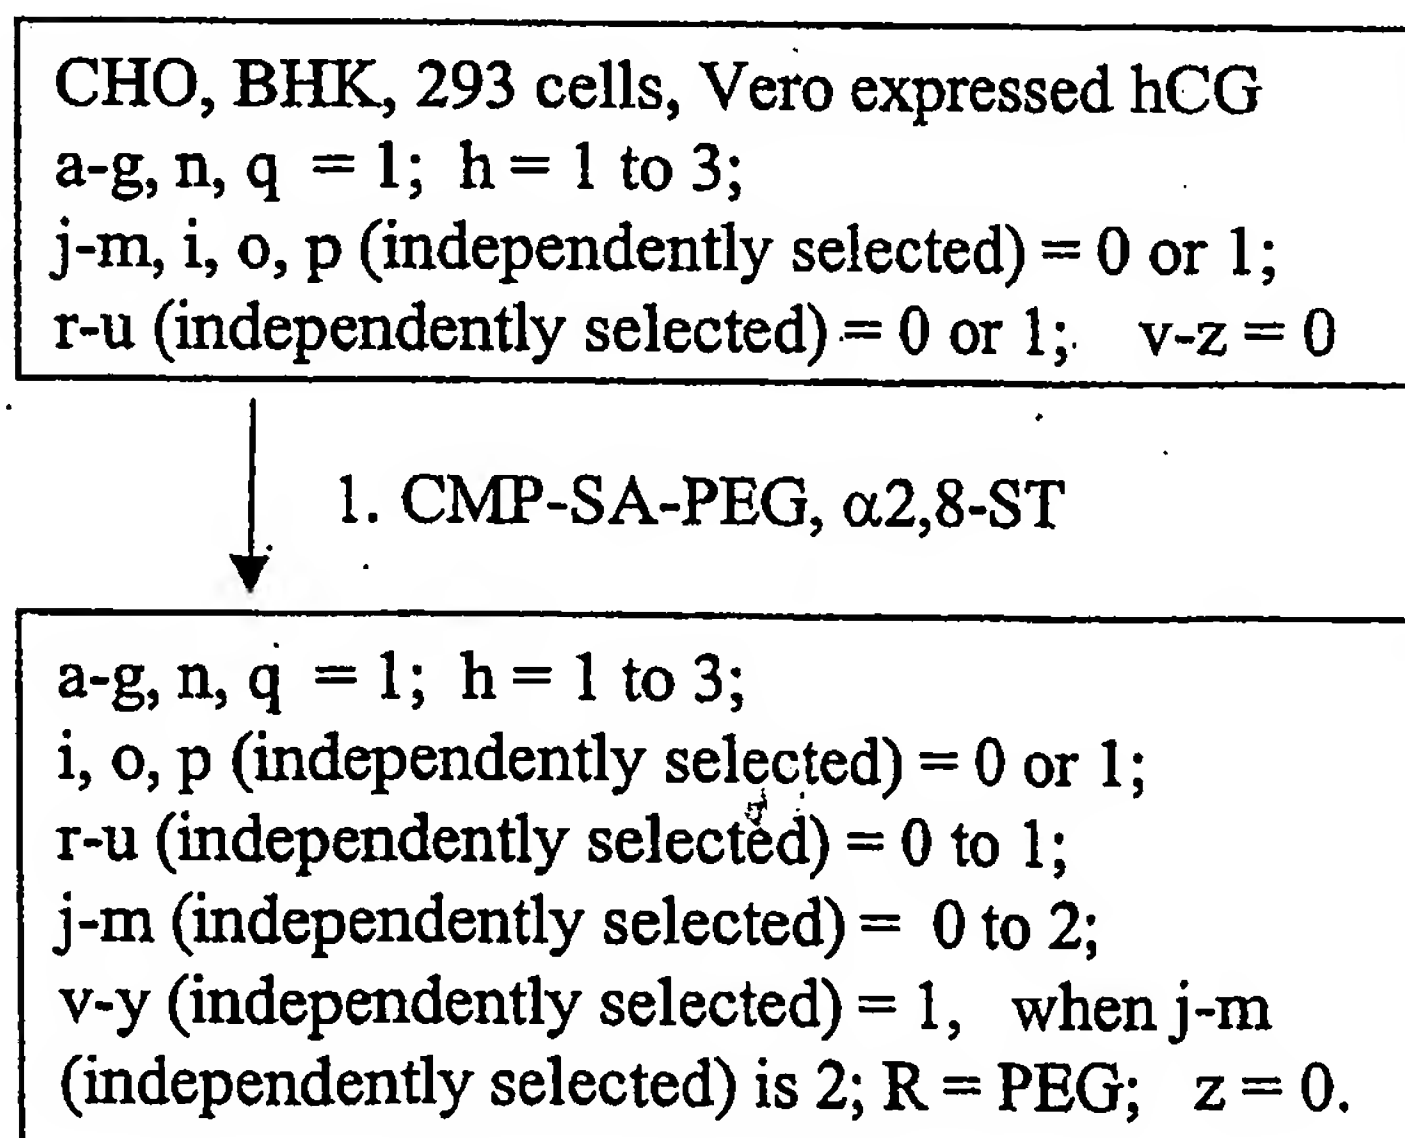 CHO, BHK, 293 cells, Vero expressed hCG
a-g, n, q = 1; h = 1 to 3;
j-m, i, o, p (independently selected) = 0 or 1;
r-u (independently selected) = 0 or 1; v-z = 0
1. CMP-SA-PEG, α2,8-ST
a-g, n, q = 1; h = 1 to 3;
i, o, p (independently selected) = 0 or 1;
r-u (independently selected) = 0 to 1;
j-m (independently selected) = 0 to 2;
v-y (independently selected) = 1, when j-m
(independently selected) is 2; R = PEG; z = 0.